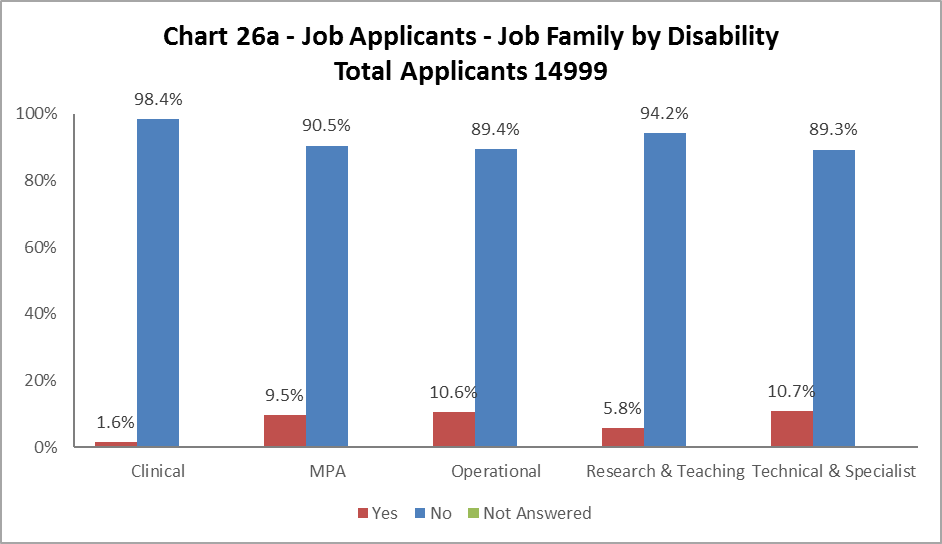 Chart 26a - Job Applicants - Job Family by Disability
Total Applicants 14999
100%
80%
60%
40%
20%
0%
98.4%
90.5%
89.4%
94.2%
89.3%
1.6%
9.5%
10.6%
5.8%
10.7%
Clinical
MPA
Operational
Research & Teaching
Technical & Specialist
Yes
No
Not Answered